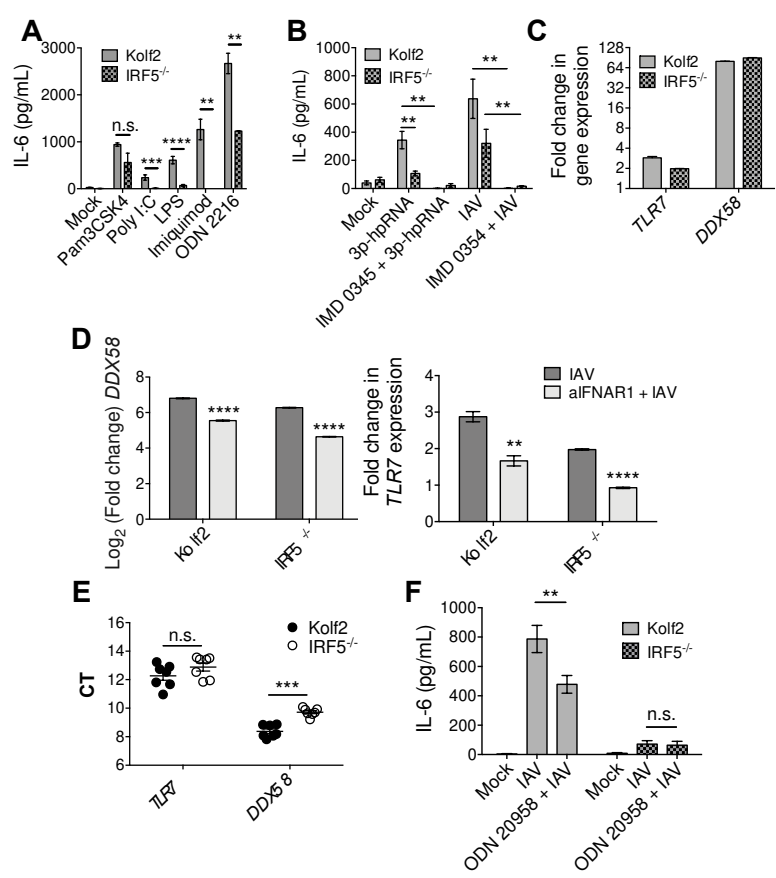 A
IL-6 (pg/mL)
3000
2000
1000
0
Kolf2
IRF5-/-
n.s.
***
****
**
**
Mock
Pam3CSK4
Poly I:C
LPS
Imiquimod
ODN 2216
B
IL-6 (pg/mL)
1000
800
600
400
200
0
Kolf2
IRF5-/-
**
**
**
**
Mock
3p-hpRNA
IMD 0345 + 3p-hpRNA
IAV
IMD 0354 + IAV
C
Fold change in
gene expression
128
64
32
16
8
4
2
1
Kolf2
IRF5-/-
TLR7
DDX58
D
Log2 (Fold change) DDX58
8
6
4
2
0
****
****
Kolf2
IRF5 -/-
Fold change in
TLR7 expression
4
3
2
1
0
IAV
aIFNAR1 + IAV
**
****
Kolf2
IRF5 -/-
E
CT
16
14
12
10
8
6
n.s.
***
Kolf2
IRF5-/-
TLR7
DDX58
F
IL-6 (pg/mL)
1000
800
600
400
200
0
**
n.s.
Kolf2
IRF5-/-
Mock
IAV
ODN 20958 + IAV
Mock
IAV
ODN 20958 + IAV